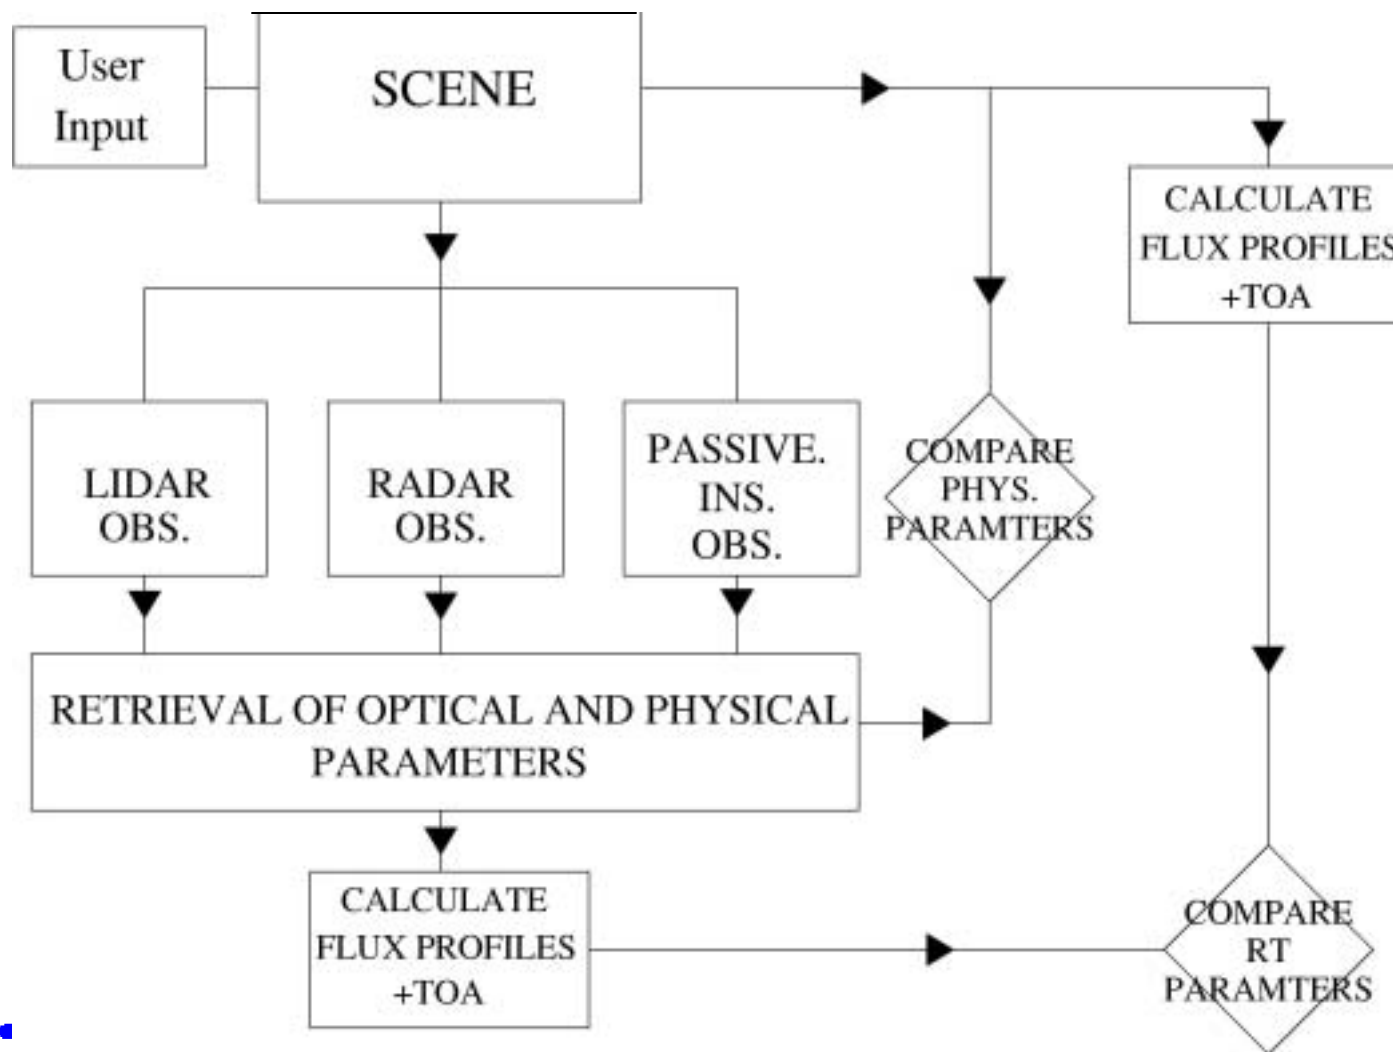 User
Input
SCENE
CALCULATE
FLUX PROFILES
+TOA
LIDAR
OBS.
RADAR
OBS.
PASSIVE.
INS.
OBS.
COMPARE
PHYS.
PARAMTERS
RETRIEVAL OF OPTICAL AND PHYSICAL
PARAMETERS
CALCULATE
FLUX PROFILES
+TOA
COMPARE
RT
PARAMTERS